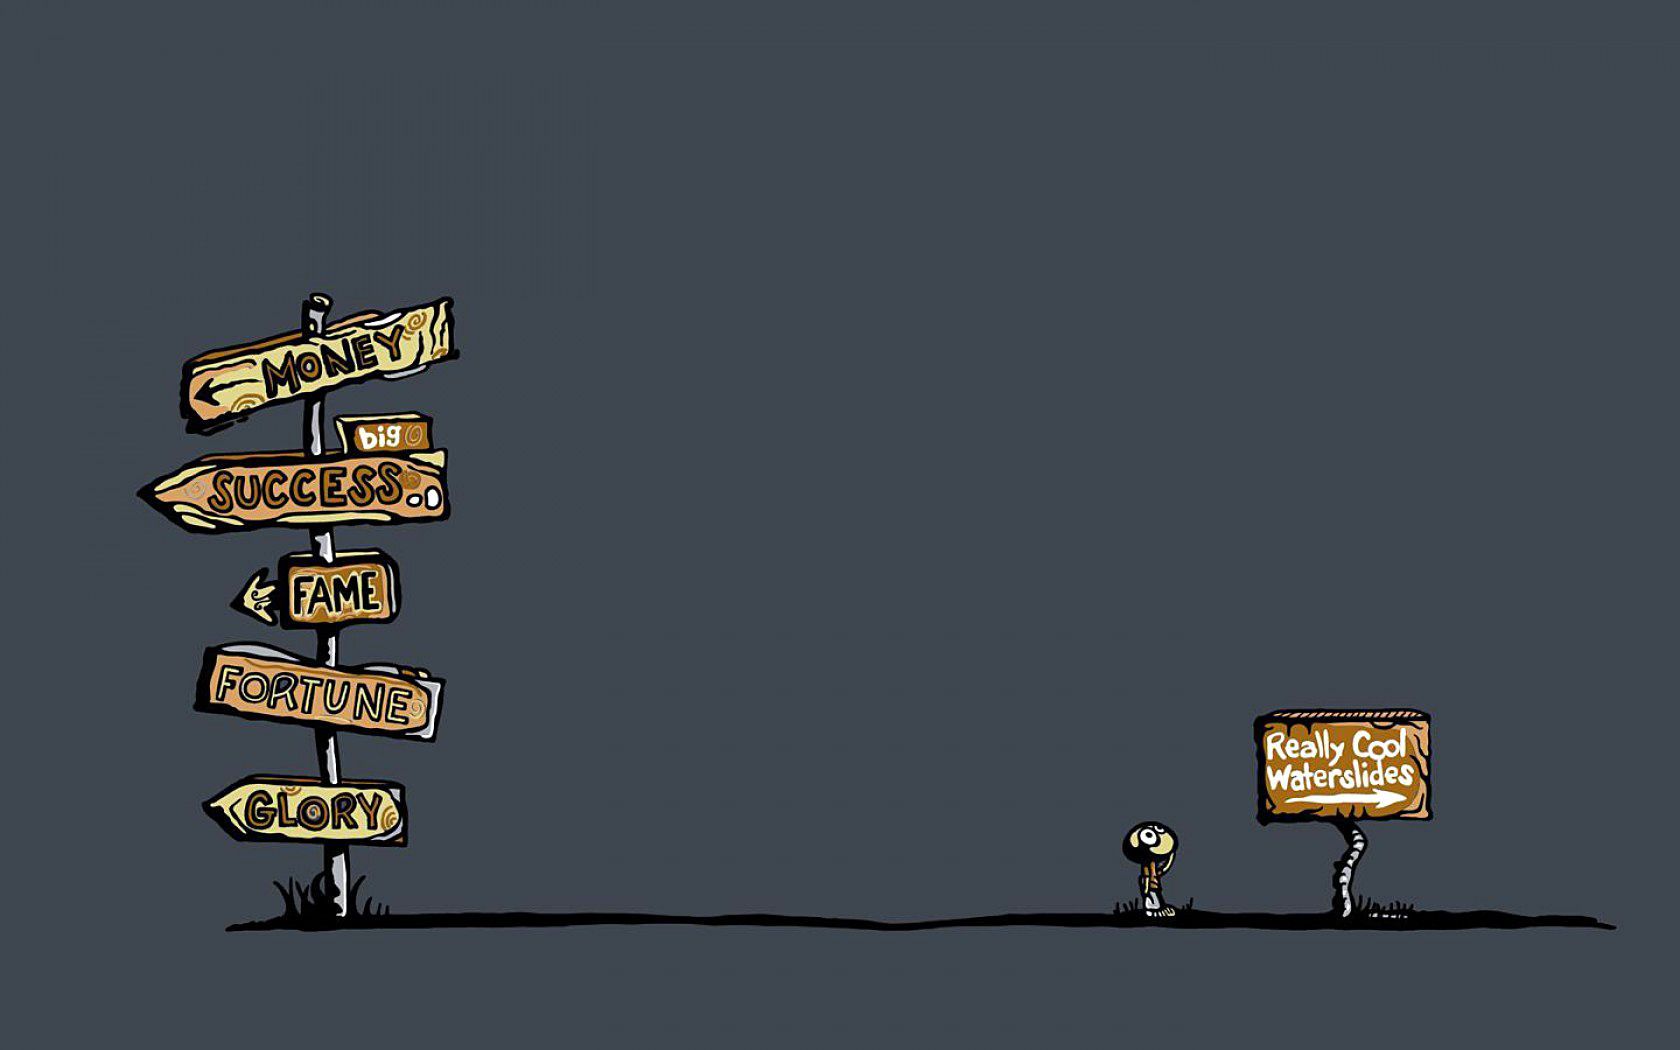 MONEY
big
SUCCESS
FAME
FORTUNE
GLORY
Really Cool
Waterslides